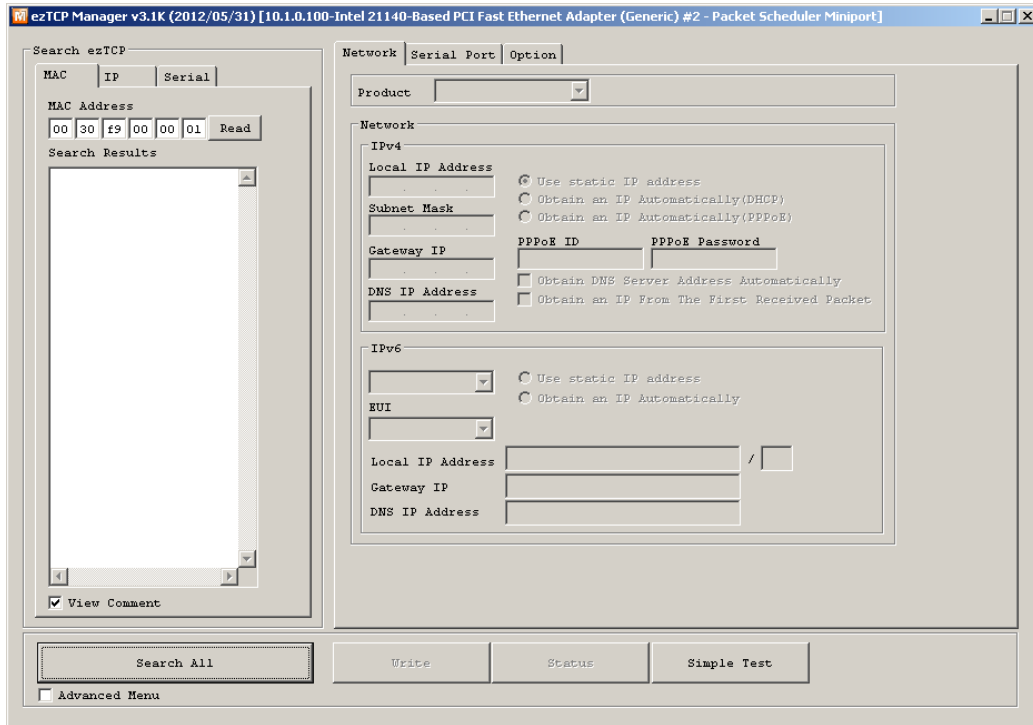 ezTCP Manager v3.1K (2012/05/31) [10.1.0.100-Intel 21140-Based PCI Fast Ethernet Adapter (Generic) #2 - Packet Scheduler Miniport]
Search ezTCP
MAC IP Serial
MAC Address
00 30 f9 00 00 01 Read
Search Results
View Comment
Network Serial Port Option
Product
Network
IPv4
Local IP Address
Use static IP address
Obtain an IP Automatically(DHCP)
Subnet Mask
Obtain an IP Automatically(PPPoE)
Gateway IP
PPPoE ID PPPoE Password
Obtain DNS Server Address Automatically
DNS IP Address
Obtain an IP From The First Received Packet
IPv6
Use static IP address
Obtain an IP Automatically
EUI
Local IP Address /
Gateway IP
DNS IP Address
Search All Write Status Simple Test
Advanced Menu